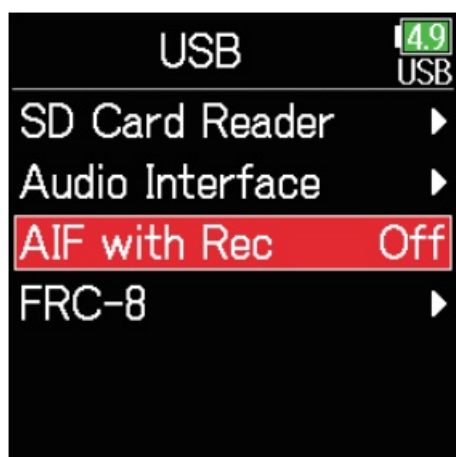 USB
4.9
USB
SD Card Reader
Audio Interface
AIF with Rec Off
FRC-8